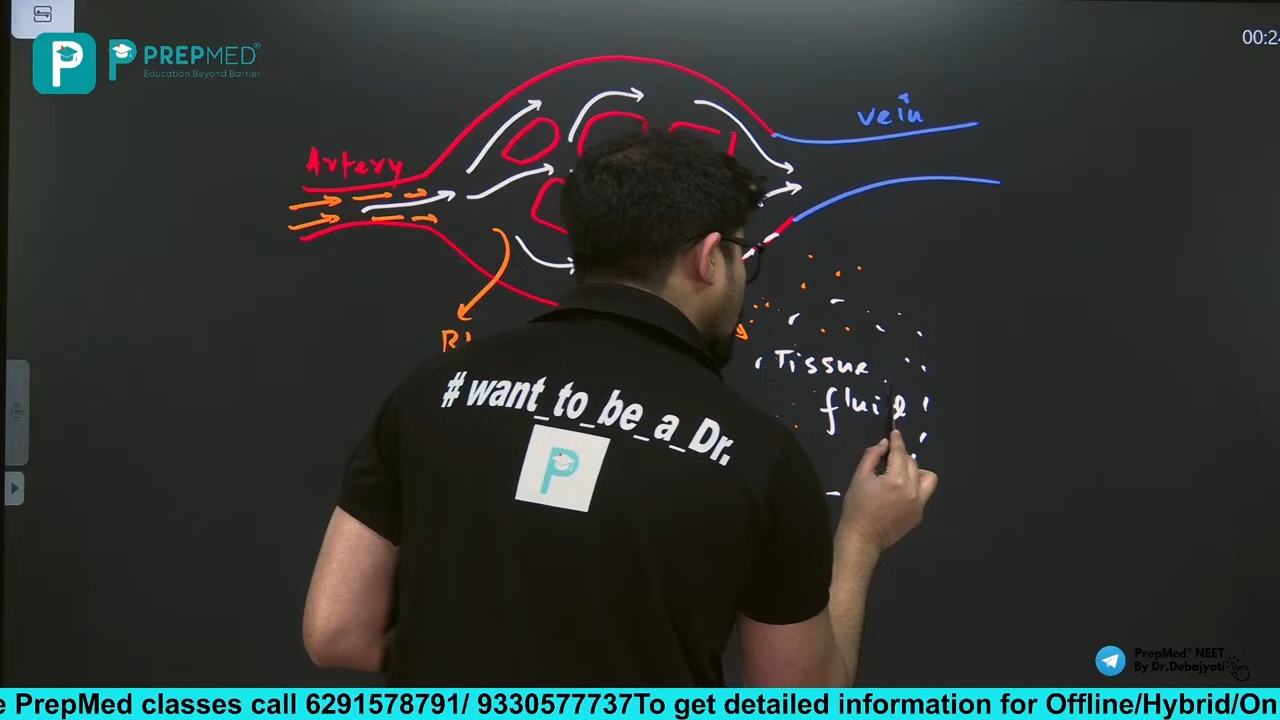 PREPMED®
Education Beyond Barrier
00:24
Artery
vein
Tissue
fluid
# want_to_be_a_Dr.
PrepMed® NEET
By Dr.Debajyoti
PrepMed classes call 6291578791/ 9330577737To get detailed information for Offline/Hybrid/On